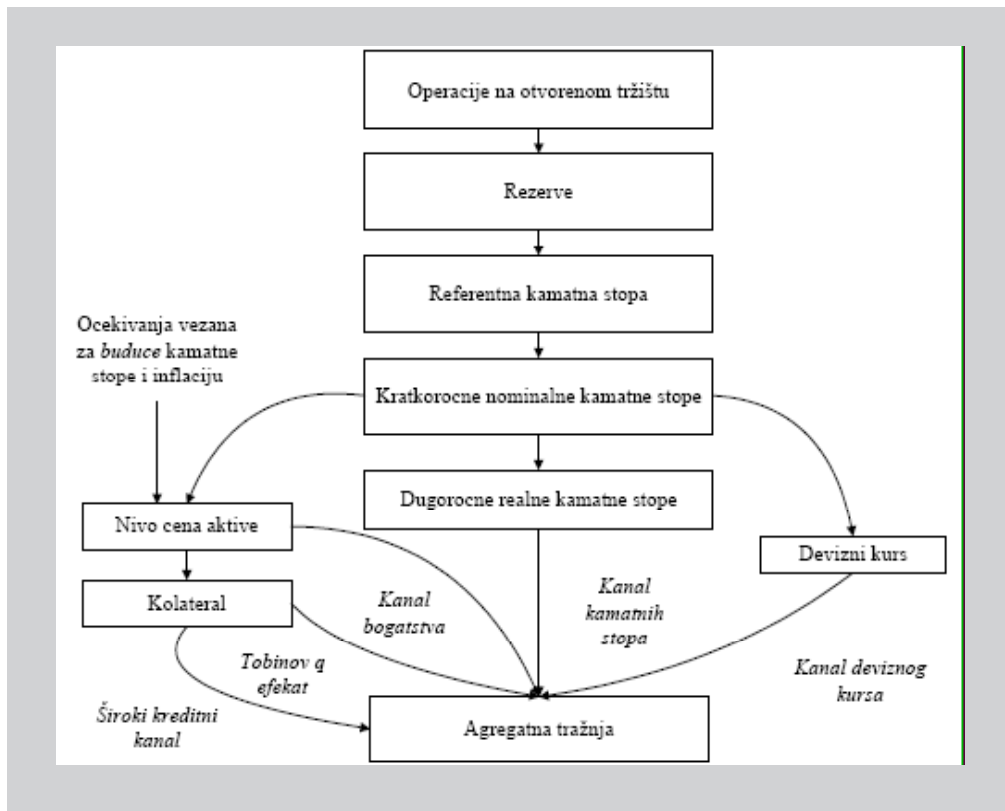 Operacije na otvorenom tržištu
Rezerve
Referentna kamatna stopa
Ocekivanja vezana
za buduce kamatne
stope i inflaciju
Kratkorocne nominalne kamatne stope
Dugorocne realne kamatne stope
Nivo cena aktive
Devizni kurs
Kolateral
Kanal
bogatstva
Kanal
kamatnih
stopa
Tobinov q
efekat
Kanal deviznog
kursa
Široki kreditni
kanal
Agregatna tražnja